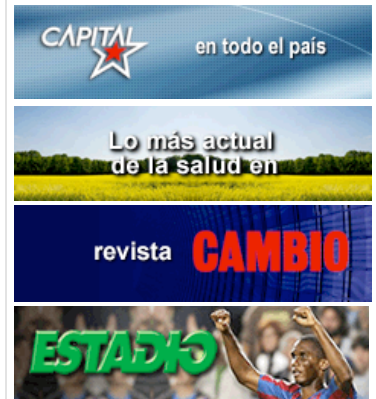 CAPITAL
en todo el país
Lo más actual
de la salud en
revista CAMBIO
ESTADIO